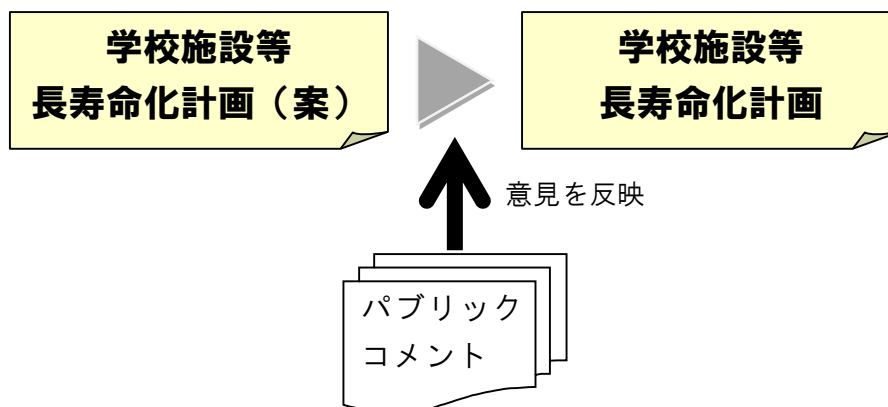 学校施設等
長寿命化計画（案）
学校施設等
長寿命化計画
意見を反映
パブリック
コメント